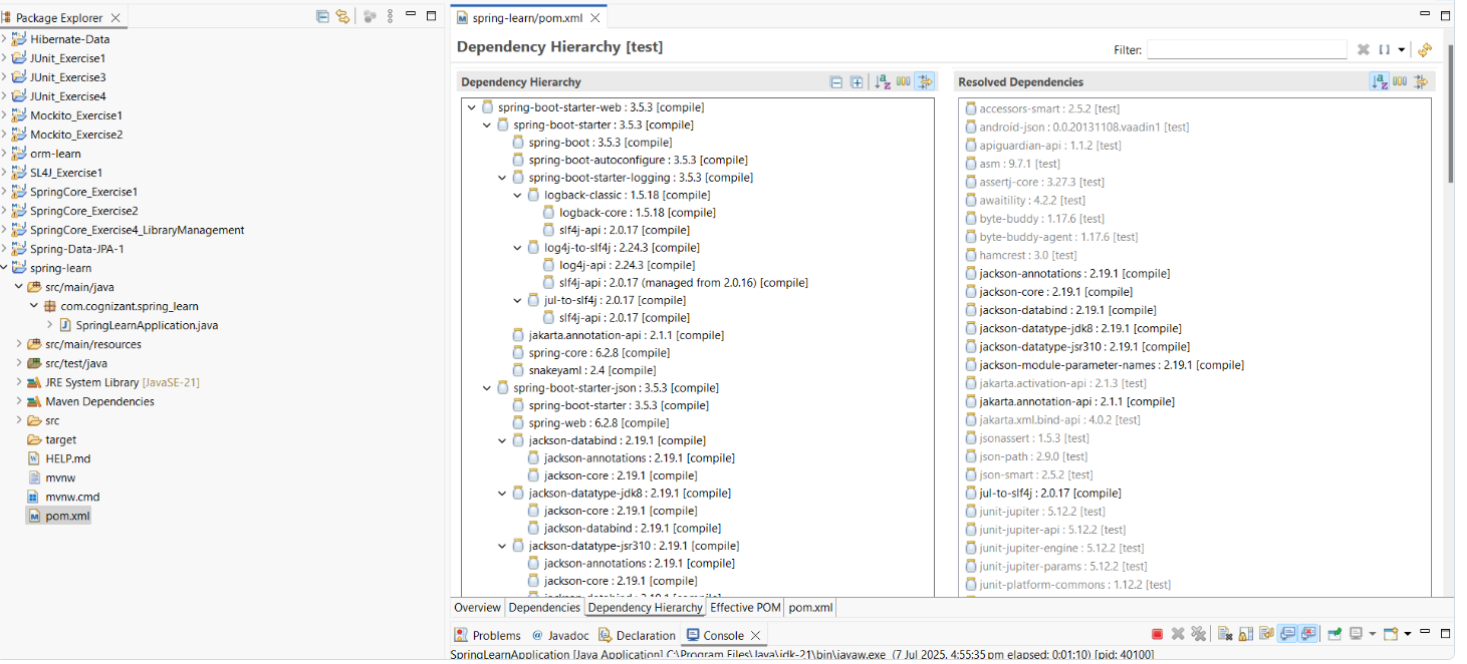 Package Explorer
Hibernate-Data
JUnit_Exercise1
JUnit_Exercise3
JUnit_Exercise4
Mockito_Exercise1
Mockito_Exercise2
orm-learn
SL4J_Exercise1
SpringCore_Exercise1
SpringCore_Exercise2
SpringCore_Exercise4_LibraryManagement
Spring-Data-JPA-1
spring-learn
src/main/java
com.cognizant.spring_learn
SpringLearnApplication.java
src/main/resources
src/test/java
JRE System Library [JavaSE-21]
Maven Dependencies
src
target
HELP.md
mvnw
mvnw.cmd
pom.xml
spring-learn/pom.xml
Dependency Hierarchy [test]
Filter:
Dependency Hierarchy
spring-boot-starter-web : 3.5.3 [compile]
spring-boot-starter : 3.5.3 [compile]
spring-boot : 3.5.3 [compile]
spring-boot-autoconfigure : 3.5.3 [compile]
spring-boot-starter-logging : 3.5.3 [compile]
logback-classic : 1.5.18 [compile]
logback-core : 1.5.18 [compile]
slf4j-api : 2.0.17 [compile]
log4j-to-slf4j : 2.24.3 [compile]
log4j-api : 2.24.3 [compile]
slf4j-api : 2.0.17 (managed from 2.0.16) [compile]
jul-to-slf4j : 2.0.17 [compile]
slf4j-api : 2.0.17 [compile]
jakarta.annotation-api : 2.1.1 [compile]
spring-core : 6.2.8 [compile]
snakeyaml : 2.4 [compile]
spring-boot-starter-json : 3.5.3 [compile]
spring-boot-starter : 3.5.3 [compile]
spring-web : 6.2.8 [compile]
jackson-databind : 2.19.1 [compile]
jackson-annotations : 2.19.1 [compile]
jackson-core : 2.19.1 [compile]
jackson-datatype-jdk8 : 2.19.1 [compile]
jackson-core : 2.19.1 [compile]
jackson-databind : 2.19.1 [compile]
jackson-datatype-jsr310 : 2.19.1 [compile]
jackson-annotations : 2.19.1 [compile]
jackson-core : 2.19.1 [compile]
Resolved Dependencies
accessors-smart : 2.5.2 [test]
android-json : 0.0.20131108.vaadin1 [test]
apiguardian-api : 1.1.2 [test]
asm : 9.7.1 [test]
assertj-core : 3.27.3 [test]
awaitility : 4.2.2 [test]
byte-buddy : 1.17.6 [test]
byte-buddy-agent : 1.17.6 [test]
hamcrest : 3.0 [test]
jackson-annotations : 2.19.1 [compile]
jackson-core : 2.19.1 [compile]
jackson-databind : 2.19.1 [compile]
jackson-datatype-jdk8 : 2.19.1 [compile]
jackson-datatype-jsr310 : 2.19.1 [compile]
jackson-module-parameter-names : 2.19.1 [compile]
jakarta.activation-api : 2.1.3 [test]
jakarta.annotation-api : 2.1.1 [compile]
jakarta.xml.bind-api : 4.0.2 [test]
jsonassert : 1.5.3 [test]
json-path : 2.9.0 [test]
json-smart : 2.5.2 [test]
jul-to-slf4j : 2.0.17 [compile]
junit-jupiter : 5.12.2 [test]
junit-jupiter-api : 5.12.2 [test]
junit-jupiter-engine : 5.12.2 [test]
junit-jupiter-params : 5.12.2 [test]
junit-platform-commons : 1.12.2 [test]
Overview Dependencies Dependency Hierarchy Effective POM pom.xml
Problems Javadoc Declaration Console
SpringLearnApplication [Java Application] C:\Program Files\Java\jdk-21\bin\javaw.exe (7 Jul 2025, 4:55:35 pm elapsed: 0:01:10) [pid: 40100]